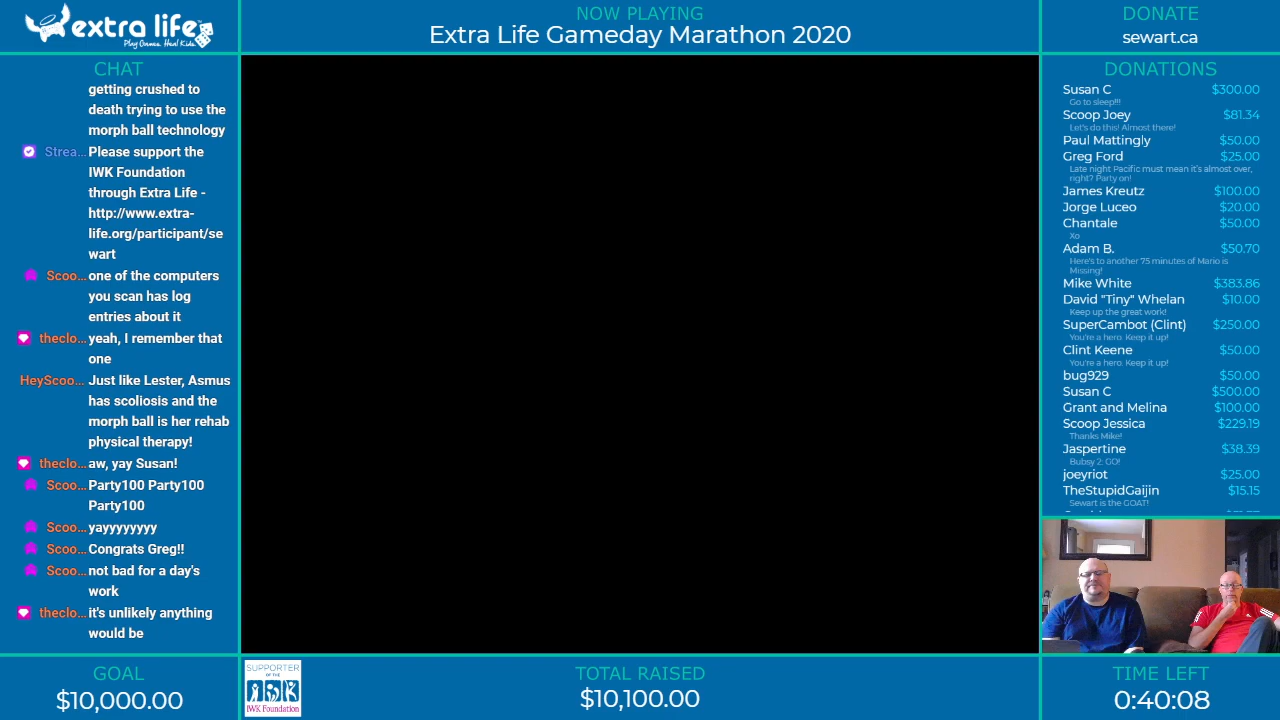 extra life
Play Games. Heal Kids.
NOW PLAYING
Extra Life Gameday Marathon 2020
DONATE
sewart.ca
CHAT
getting crushed to
death trying to use the
morph ball technology
Strea... Please support the
IWK Foundation
through Extra Life -
http://www.extra-
life.org/participant/se
wart
Scoo... one of the computers
you scan has log
entries about it
theclo... yeah, I remember that
one
HeyScoo... Just like Lester, Asmus
has scoliosis and the
morph ball is her rehab
physical therapy!
theclo... aw, yay Susan!
Scoo... Party100 Party100
Party100
Scoo... yayyyyyyyy
Scoo... Congrats Greg!!
Scoo... not bad for a day's
work
theclo... it's unlikely anything
would be
DONATIONS
Susan C $300.00
Go to sleep!!!
Scoop Joey $81.34
Let's do this! Almost there!
Paul Mattingly $50.00
Greg Ford $25.00
Late night Pacific must mean it's almost over,
right? Party on!
James Kreutz $100.00
Jorge Luceo $20.00
Chantale $50.00
Xo
Adam B. $50.70
Here's to another 75 minutes of Mario is
Missing!
Mike White $383.86
David "Tiny" Whelan $10.00
Keep up the great work!
SuperCambot (Clint) $250.00
You're a hero. Keep it up!
Clint Keene $50.00
You're a hero. Keep it up!
bug929 $50.00
Susan C $500.00
Grant and Melina $100.00
Scoop Jessica $229.19
Thanks Mike!
Jaspertine $38.39
Bubsy 2: GO!
joeyriot $25.00
TheStupidGaijin $15.15
Sewart is the GOAT!
GOAL
$10,000.00
SUPPORTER
OF THE
IWK
IWK Foundation
TOTAL RAISED
$10,100.00
TIME LEFT
0:40:08